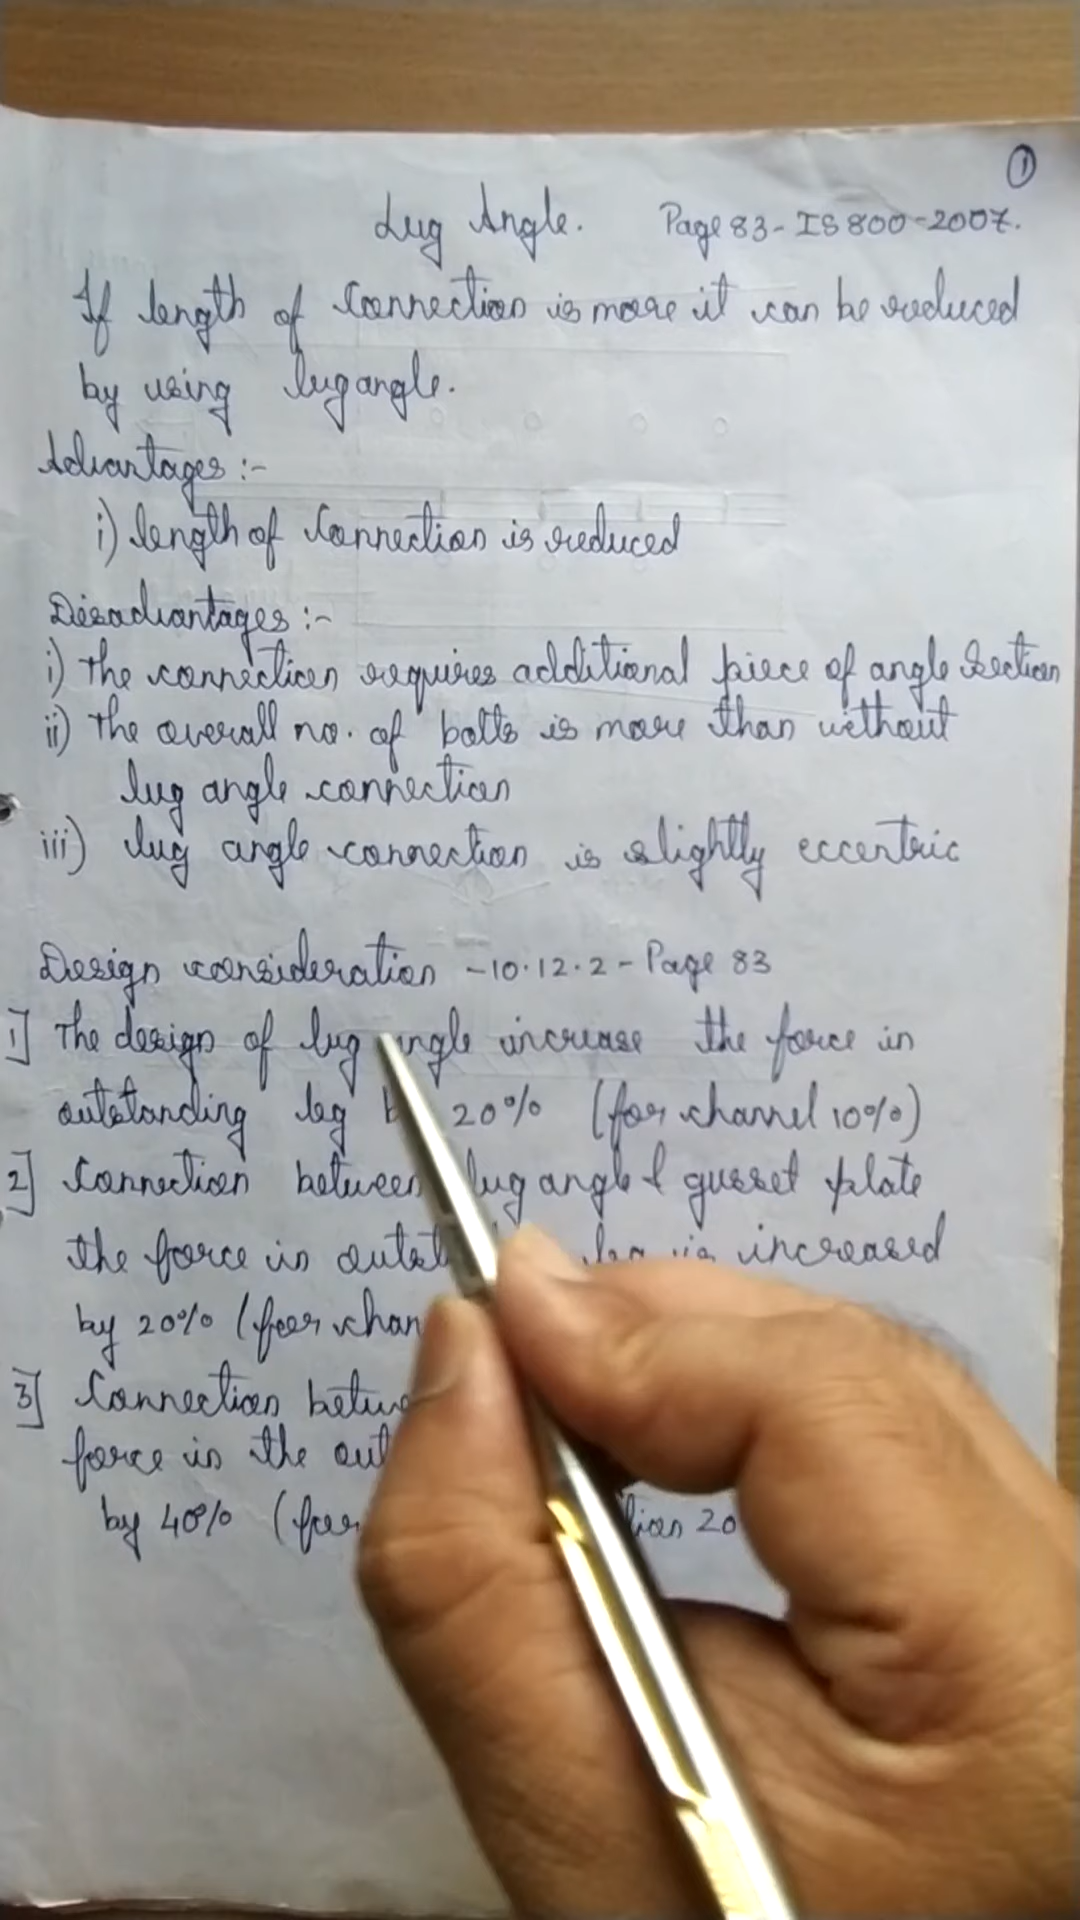 1
Lug Angle. Page 83 - IS 800-2007.
If length of connection is more it can be reduced
by using lug angle.
Advantages :-
i) length of connection is reduced
Disadvantages :-
i) The connection requires additional piece of angle section
ii) The overall no. of bolts is more than without
lug angle connection
iii) lug angle connection is slightly eccentric
Design consideration - 10.12.2 - Page 83
1] The design of lug angle increase the force in
outstanding leg 20% (for channel 10%)
2] Connection between lug angle & gusset plate
the force in leg is increased
by 20% (for
3] Connection
force in the
by 40% ( 20